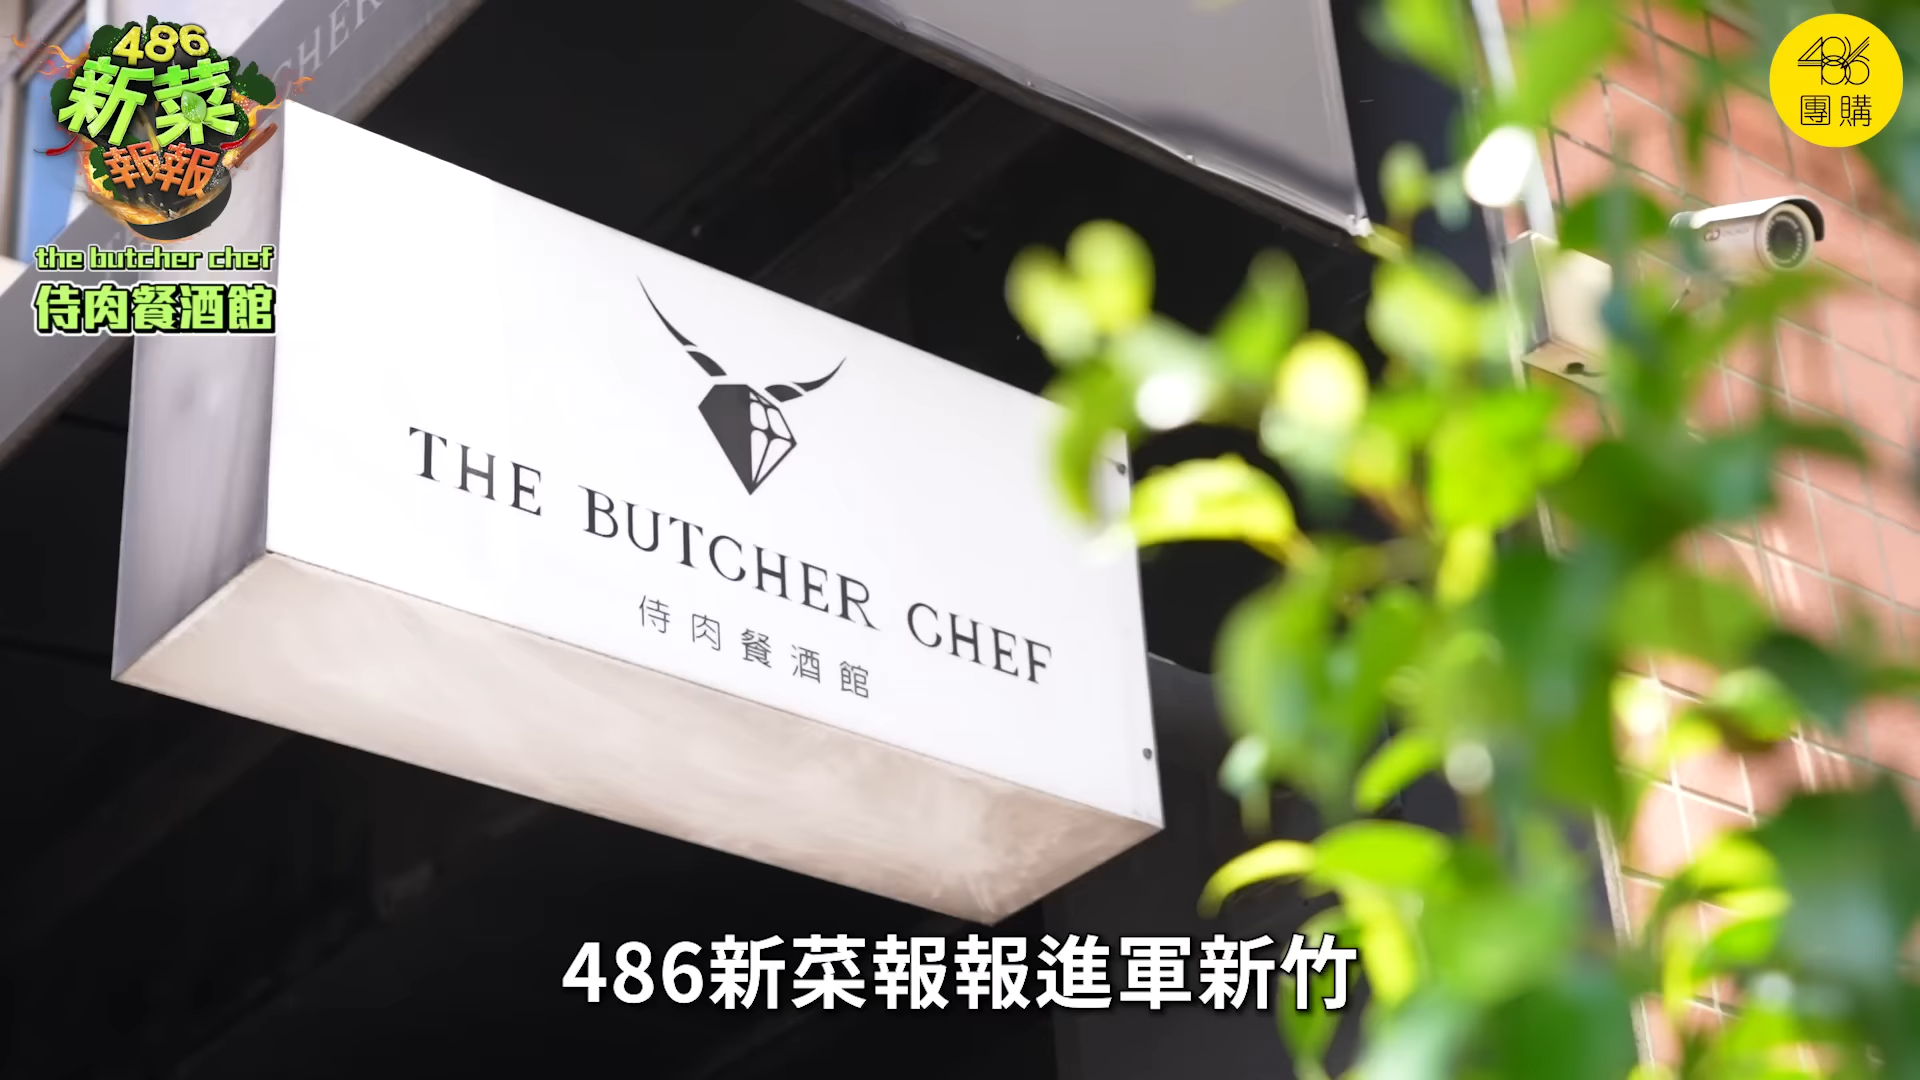 486
新菜
報報
the butcher chef
侍肉餐酒館
486
團購
THE BUTCHER CHEF
侍肉餐酒館
486新菜報報進軍新竹